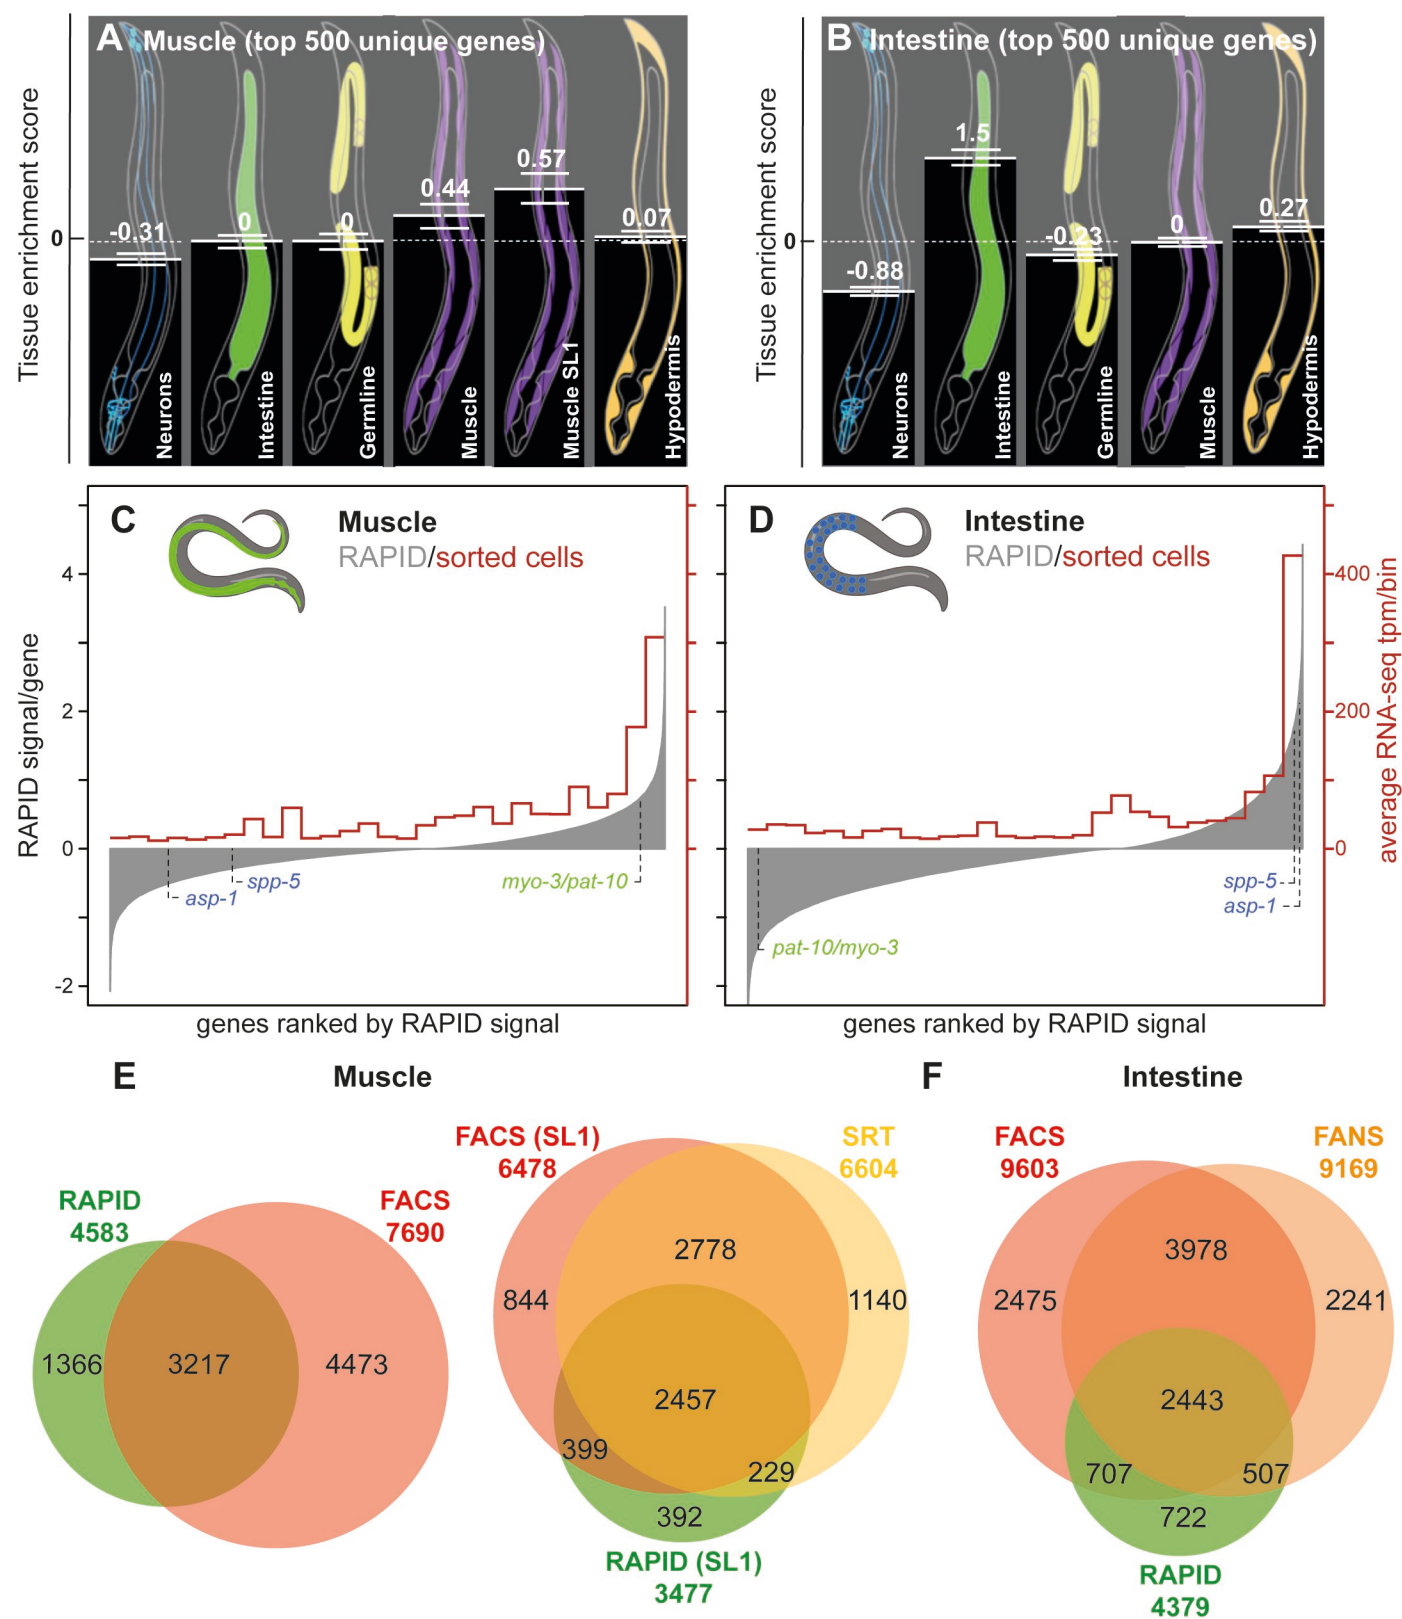 A Muscle (top 500 unique genes)
Tissue enrichment score
0
-0.31
0
0
0.44
0.57
0.07
Neurons
Intestine
Germline
Muscle
Muscle SL1
Hypodermis
B Intestine (top 500 unique genes)
Tissue enrichment score
0
-0.88
1.5
-0.23
0
0.27
Neurons
Intestine
Germline
Muscle
Hypodermis
C Muscle
RAPID/sorted cells
RAPID signal/gene
4
2
0
-2
asp-1
spp-5
myo-3/pat-10
genes ranked by RAPID signal
D Intestine
RAPID/sorted cells
400
200
0
average RNA-seq tpm/bin
spp-5
asp-1
pat-10/myo-3
genes ranked by RAPID signal
E Muscle
RAPID
4583
FACS
7690
1366
3217
4473
FACS (SL1)
6478
SRT
6604
2778
844
1140
2457
399
229
392
RAPID (SL1)
3477
F Intestine
FACS
9603
FANS
9169
3978
2475
2241
2443
707
507
722
RAPID
4379